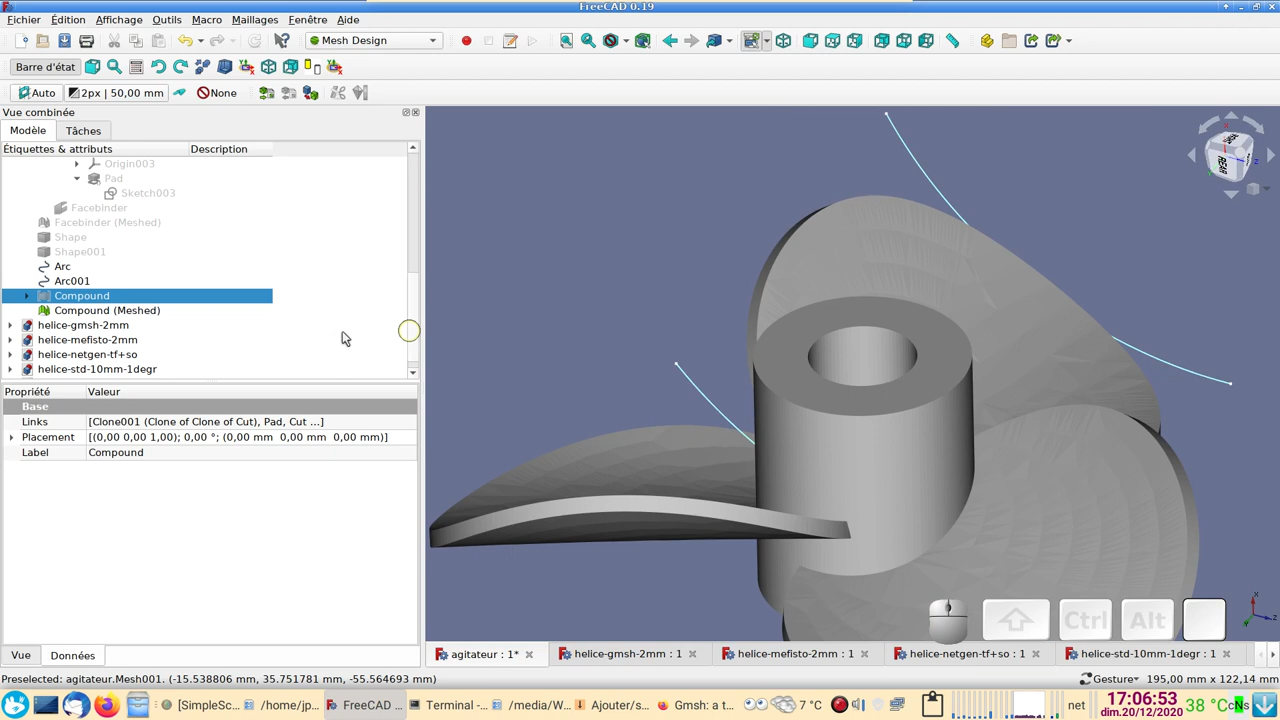 FreeCAD 0.19
Fichier Édition Affichage Outils Macro Maillages Fenêtre Aide
Mesh Design
Barre d'état
Auto 2px | 50,00 mm None
Vue combinée
Modèle Tâches
Étiquettes & attributs Description
Origin003
Pad
Sketch003
Facebinder
Facebinder (Meshed)
Shape
Shape001
Arc
Arc001
Compound
Compound (Meshed)
helice-gmsh-2mm
helice-mefisto-2mm
helice-netgen-tf+so
helice-std-10mm-1degr
Propriété Valeur
Base
Links [Clone001 (Clone of Clone of Cut), Pad, Cut ...]
Placement [(0,00 0,00 1,00); 0,00 °; (0,00 mm 0,00 mm 0,00 mm)]
Label Compound
REAR
Ctrl Alt
Vue Données
agitateur : 1* helice-gmsh-2mm : 1 helice-mefisto-2mm : 1 helice-netgen-tf+so : 1 helice-std-10mm-1degr : 1
Preselected: agitateur.Mesh001. (-15.538806 mm, 35.751781 mm, -55.564693 mm) Gesture 195,00 mm x 122,14 mm
[SimpleSc... /home/jp... FreeCAD ... Terminal -... /media/W... Ajouter/s... Gmsh: a t... 7 °C net 17:06:53 dim.20/12/2020 38 °C